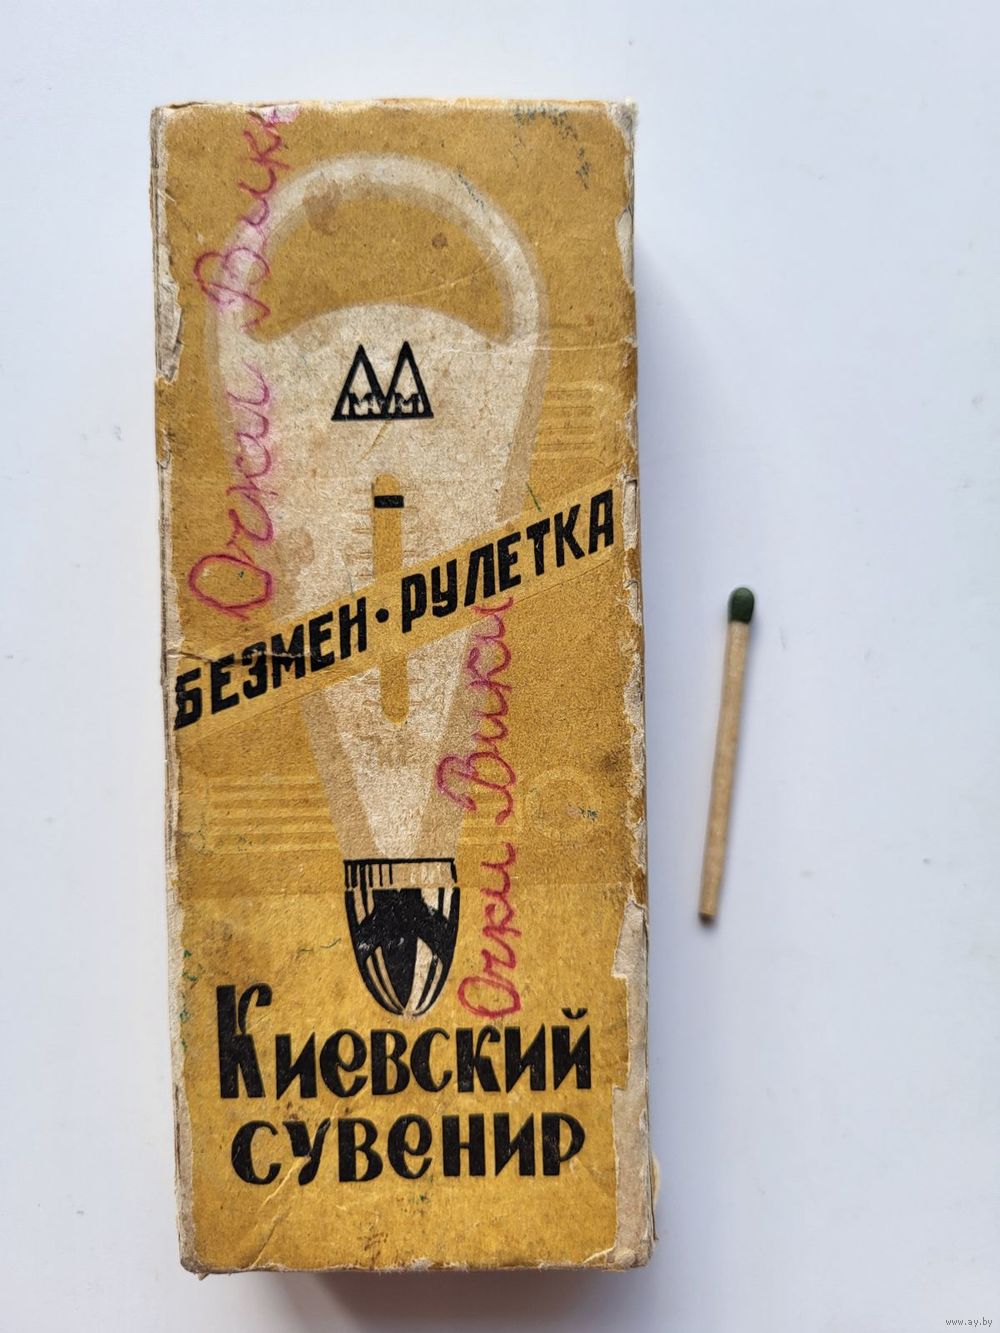 Очки Вики
БЕЗМЕН · РУЛЕТКА
Очки Вики
Киевский
сувенир
www.ay.by